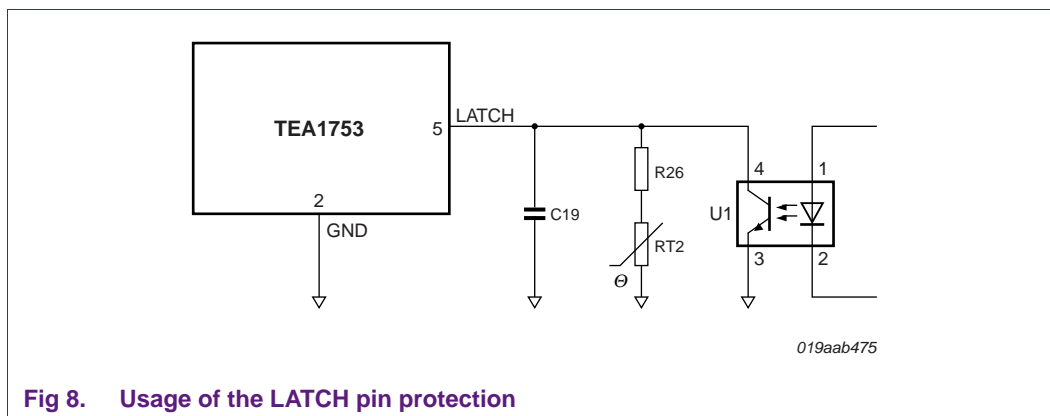 TEA1753
5
LATCH
2
GND
C19
R26
RT2
Θ
U1
4
1
3
2
019aab475
Fig 8. Usage of the LATCH pin protection